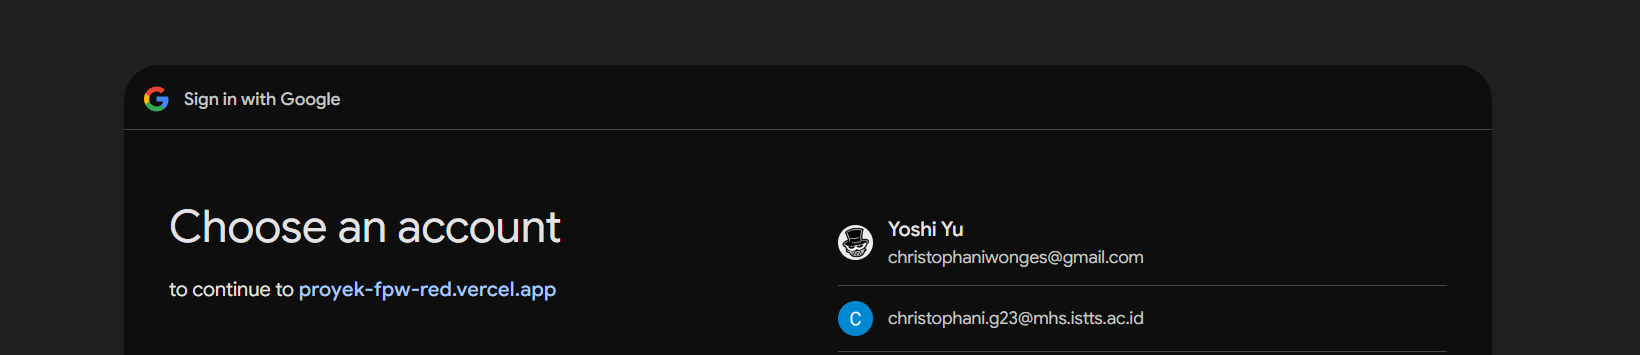 Sign in with Google
Choose an account
to continue to proyek-fpw-red.vercel.app
Yoshi Yu
christophaniwonges@gmail.com
C
christophani.g23@mhs.istts.ac.id